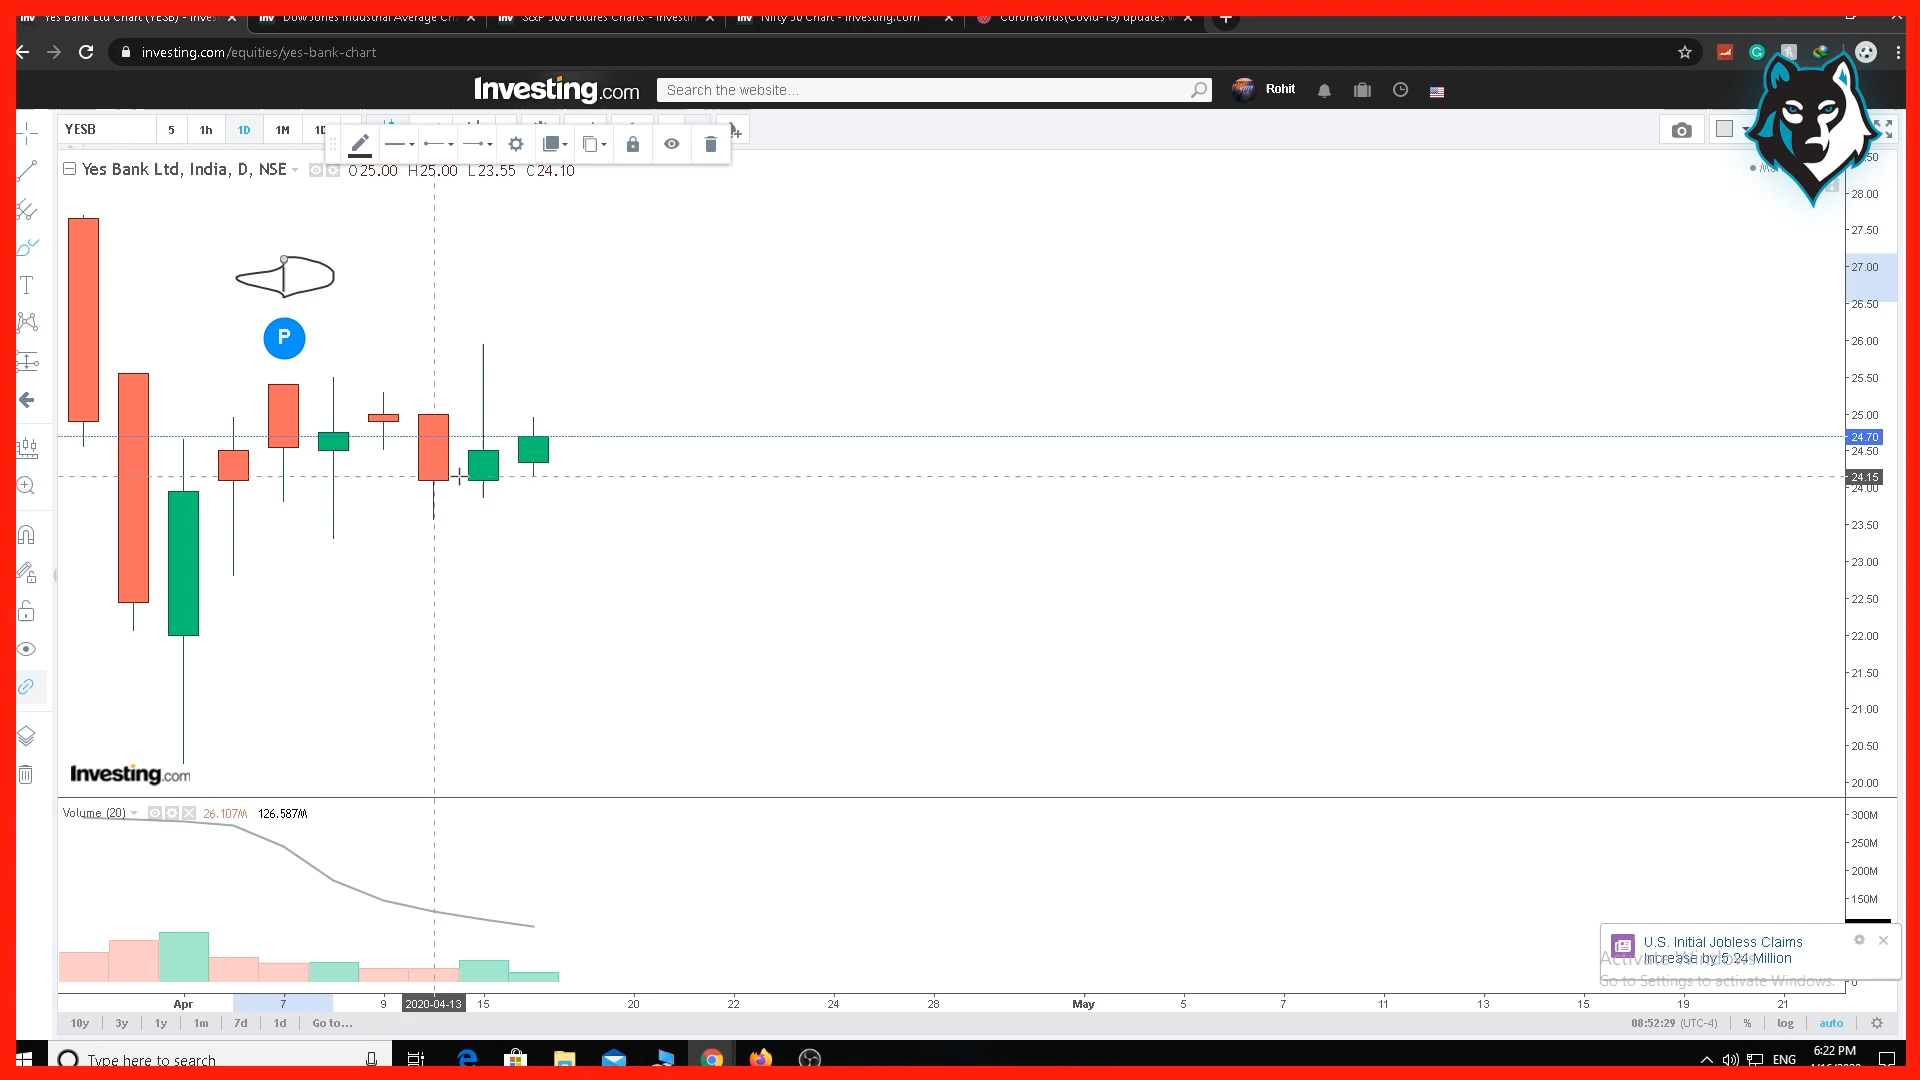 Yes Bank Ltd Chart (YESB) - Inves
Dow Jones Industrial Average Ch
S&P 500 Futures Charts - Investin
Nifty 50 Chart - Investing.com
Coronavirus(Covid-19) updates
investing.com/equities/yes-bank-chart
Investing.com
Search the website...
Rohit
YESB 5 1h 1D 1M
Yes Bank Ltd, India, D, NSE O25.00 H25.00 L23.55 C24.10
28.00
27.50
27.00
26.50
P
26.00
25.50
25.00
24.70
24.50
24.15
24.00
23.50
23.00
22.50
22.00
21.50
21.00
20.50
20.00
Investing.com
Volume (20) 26.107M 126.587M
300M
250M
200M
150M
U.S. Initial Jobless Claims
Increase by 5.24 Million
Activate Windows
Go to Settings to activate Windows.
0
Apr 7 9 2020-04-13 15 20 22 24 28 May 5 7 11 13 15 19 21
10y 3y 1y 1m 7d 1d Go to... 08:52:29 (UTC-4) % log auto
Type here to search
ENG
6:22 PM